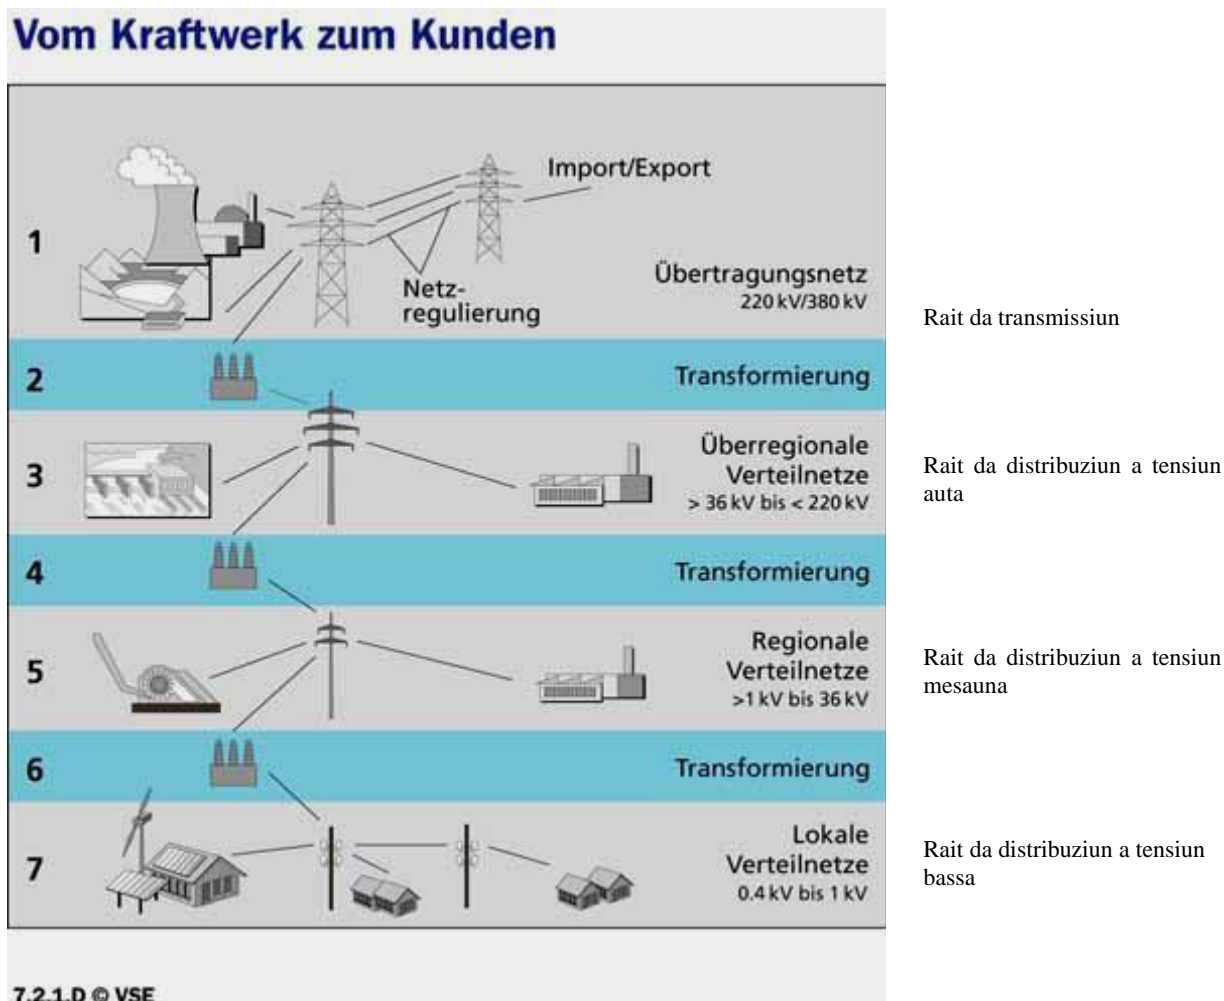 Vom Kraftwerk zum Kunden
Import/Export
1
Netz-
regulierung
Übertragungsnetz
220 kV/380 kV
Rait da transmissiun
2
Transformierung
3
Überregionale
Verteilnetze
> 36 kV bis < 220 kV
Rait da distribuziun a tensiun
auta
4
Transformierung
5
Regionale
Verteilnetze
>1 kV bis 36 kV
Rait da distribuziun a tensiun
mesauna
6
Transformierung
7
Lokale
Verteilnetze
0.4 kV bis 1 kV
Rait da distribuziun a tensiun
bassa
7.2.1.D © VSE